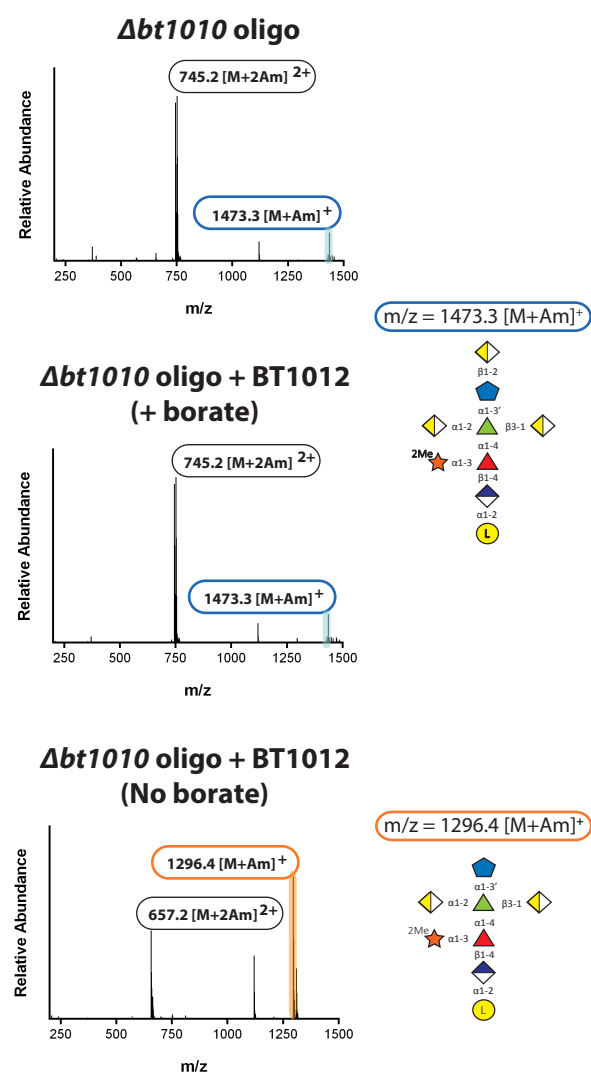 Δbt1010 oligo
745.2 [M+2Am] 2+
1473.3 [M+Am]+
Relative Abundance
250 500 750 1000 1250 1500
m/z
m/z = 1473.3 [M+Am]+
β1-2
α1-3'
α1-2 β3-1
α1-4
2Me α1-3
β1-4
α1-2
L
Δbt1010 oligo + BT1012
(+ borate)
745.2 [M+2Am] 2+
1473.3 [M+Am]+
Relative Abundance
250 500 750 1000 1250 1500
m/z
Δbt1010 oligo + BT1012
(No borate)
1296.4 [M+Am]+
657.2 [M+2Am]2+
Relative Abundance
250 500 750 1000 1250 1500
m/z
m/z = 1296.4 [M+Am]+
α1-3'
α1-2 β3-1
α1-4
2Me α1-3
β1-4
α1-2
L